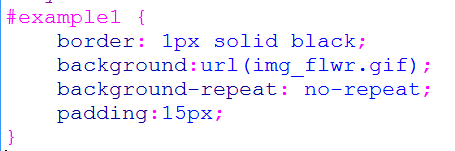 #example1 {
    border: 1px solid black;
    background:url(img_flwr.gif);
    background-repeat: no-repeat;
    padding:15px;
}